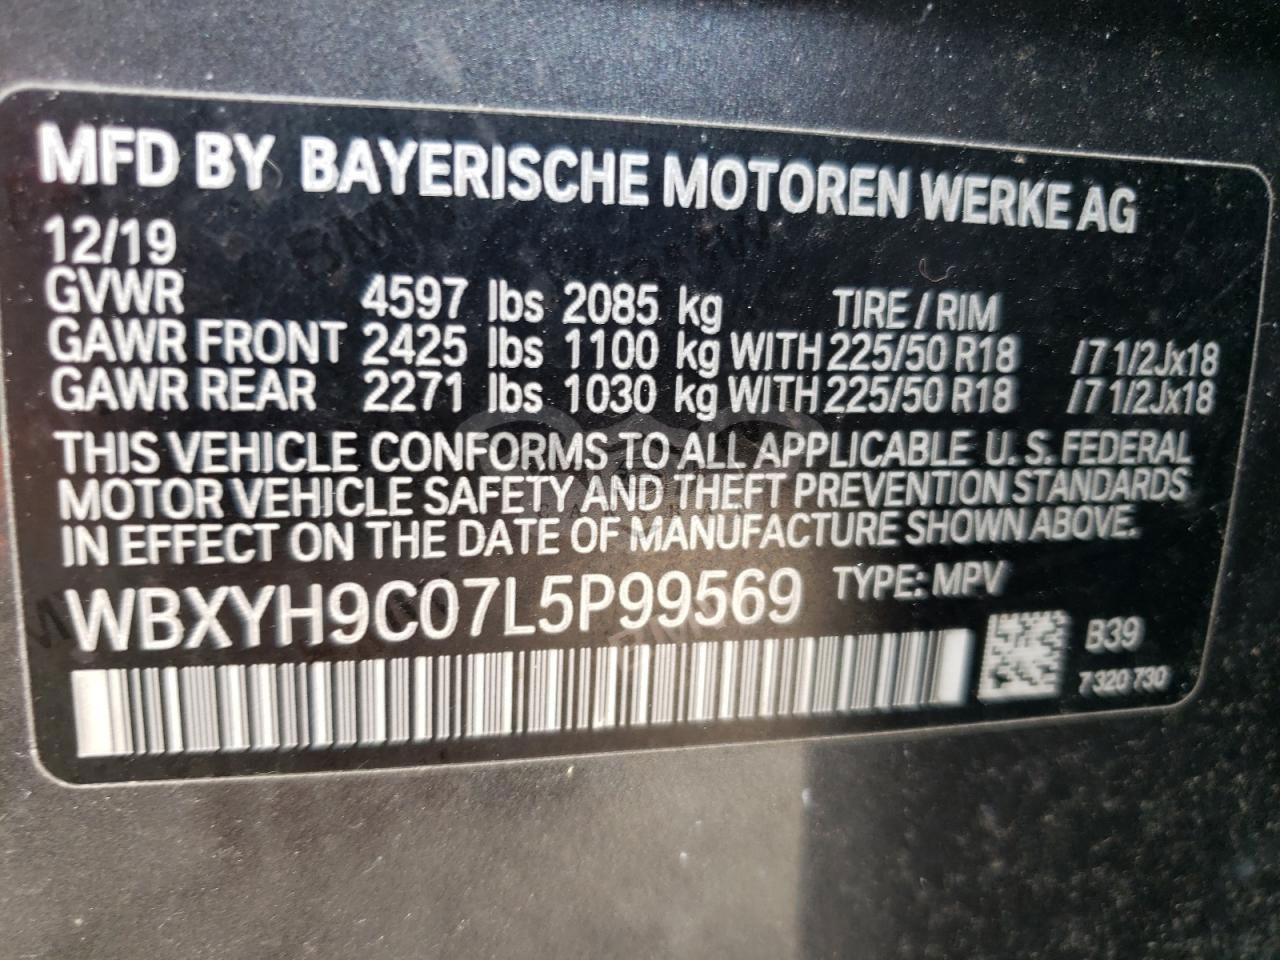 MFD BY BAYERISCHE MOTOREN WERKE AG
12/19
GVWR 4597 lbs 2085 kg TIRE / RIM
GAWR FRONT 2425 lbs 1100 kg WITH 225/50 R18 /7 1/2Jx18
GAWR REAR 2271 lbs 1030 kg WITH 225/50 R18 /7 1/2Jx18
THIS VEHICLE CONFORMS TO ALL APPLICABLE U.S. FEDERAL
MOTOR VEHICLE SAFETY AND THEFT PREVENTION STANDARDS
IN EFFECT ON THE DATE OF MANUFACTURE SHOWN ABOVE.
WBXYH9C07L5P99569 TYPE: MPV
B39
7 320 730